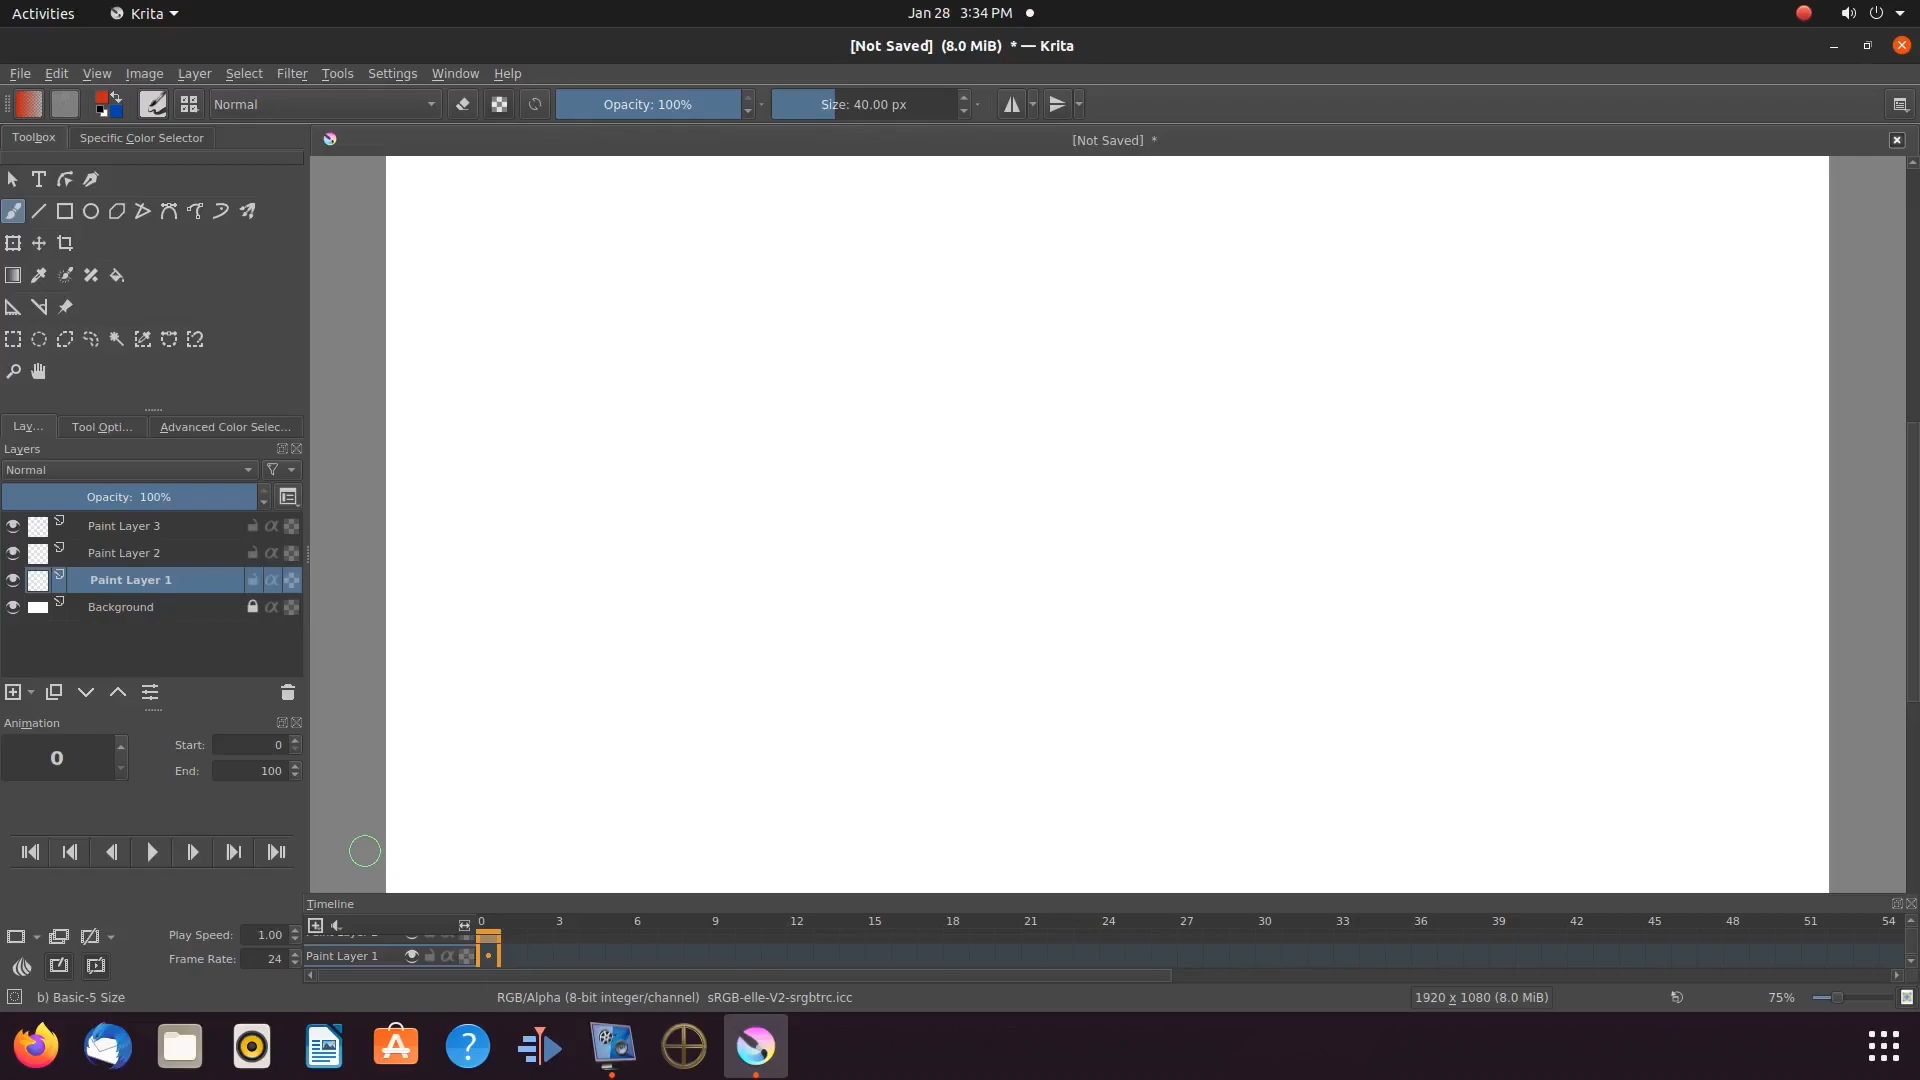 Activities
Krita
Jan 28 3:34 PM
[Not Saved] (8.0 MiB) * — Krita
File Edit View Image Layer Select Filter Tools Settings Window Help
Normal
Opacity: 100%
Size: 40.00 px
Toolbox
Specific Color Selector
[Not Saved] *
Lay...
Tool Opti...
Advanced Color Selec...
Layers
Normal
Opacity: 100%
Paint Layer 3
Paint Layer 2
Paint Layer 1
Background
Animation
0
Start: 0
End: 100
Play Speed: 1.00
Frame Rate: 24
Timeline
0 3 6 9 12 15 18 21 24 27 30 33 36 39 42 45 48 51 54
Paint Layer 1
b) Basic-5 Size
RGB/Alpha (8-bit integer/channel) sRGB-elle-V2-srgbtrc.icc
1920 x 1080 (8.0 MiB)
75%